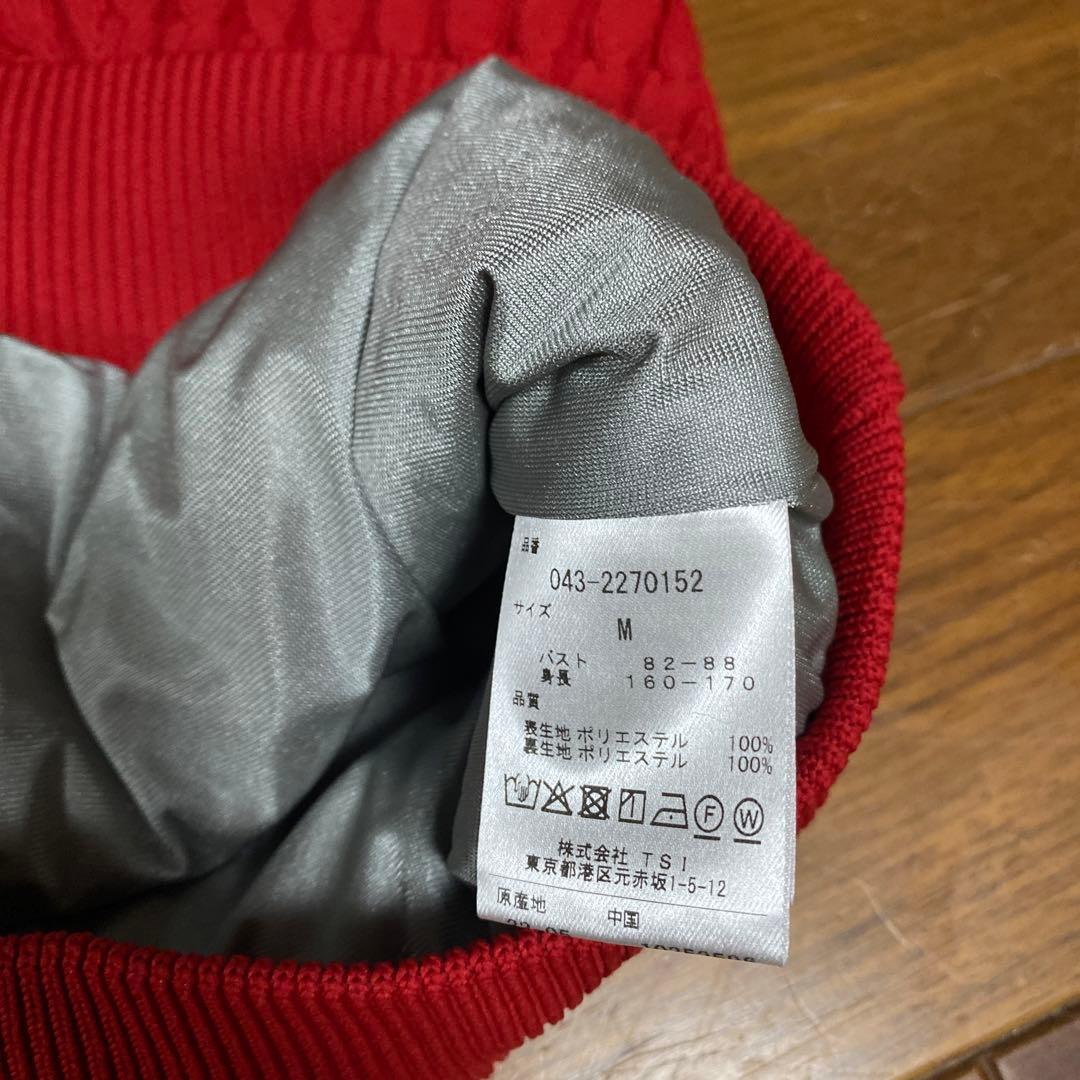 品番
043-2270152
サイズ
M
バスト 82-88
身長 160-170
品質
表生地 ポリエステル 100%
裏生地 ポリエステル 100%
F W
株式会社 TSI
東京都港区元赤坂1-5-12
原産地 中国